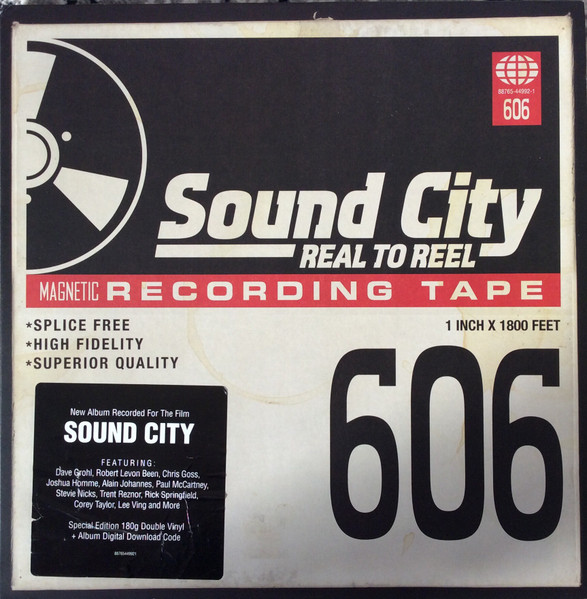 88765-44992-1
606
Sound City
REAL TO REEL
MAGNETIC RECORDING TAPE
*SPLICE FREE
*HIGH FIDELITY
*SUPERIOR QUALITY
1 INCH X 1800 FEET
606
New Album Recorded For The Film
SOUND CITY
FEATURING:
Dave Grohl, Robert Levon Been, Chris Goss,
Joshua Homme, Alain Johannes, Paul McCartney,
Stevie Nicks, Trent Reznor, Rick Springfield,
Corey Taylor, Lee Ving and More
Special Edition 180g Double Vinyl
+ Album Digital Download Code